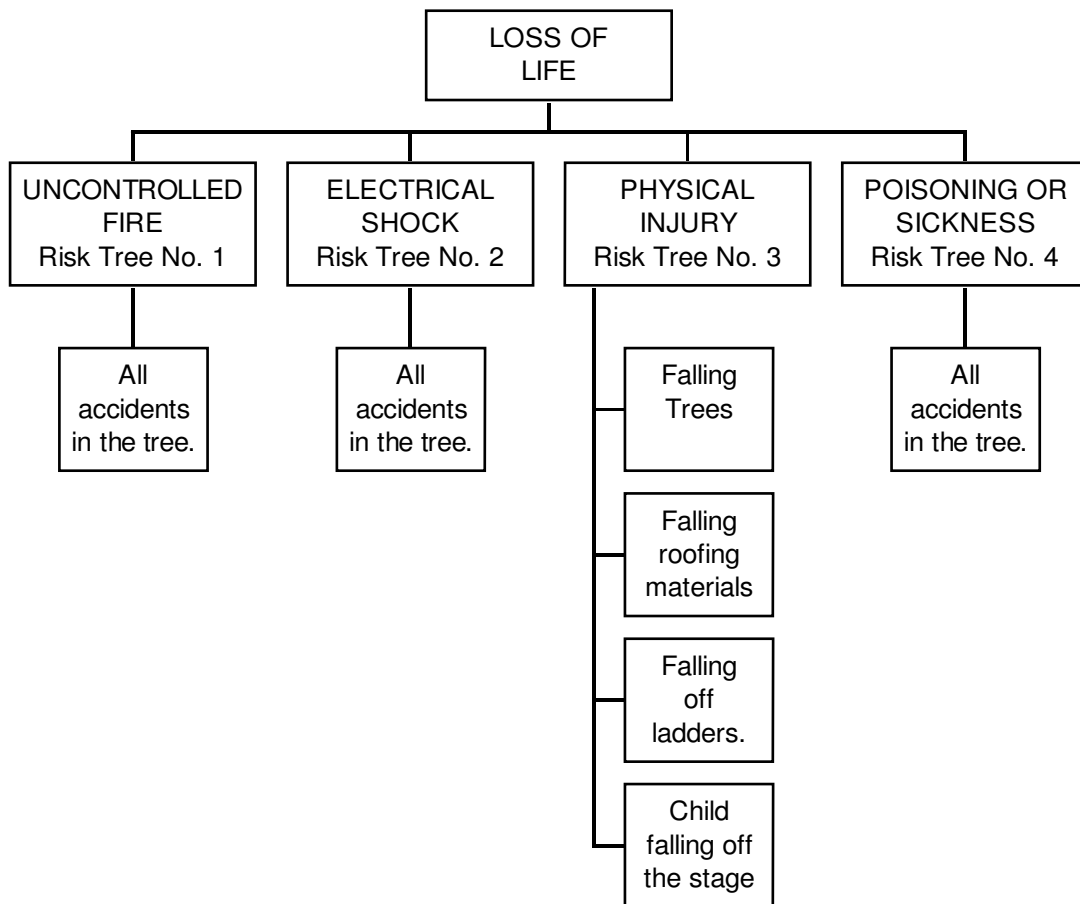 LOSS OF
LIFE
UNCONTROLLED
FIRE
Risk Tree No. 1
ELECTRICAL
SHOCK
Risk Tree No. 2
PHYSICAL
INJURY
Risk Tree No. 3
POISONING OR
SICKNESS
Risk Tree No. 4
All
accidents
in the tree.
All
accidents
in the tree.
Falling
Trees
Falling
roofing
materials
Falling
off
ladders.
Child
falling off
the stage
All
accidents
in the tree.